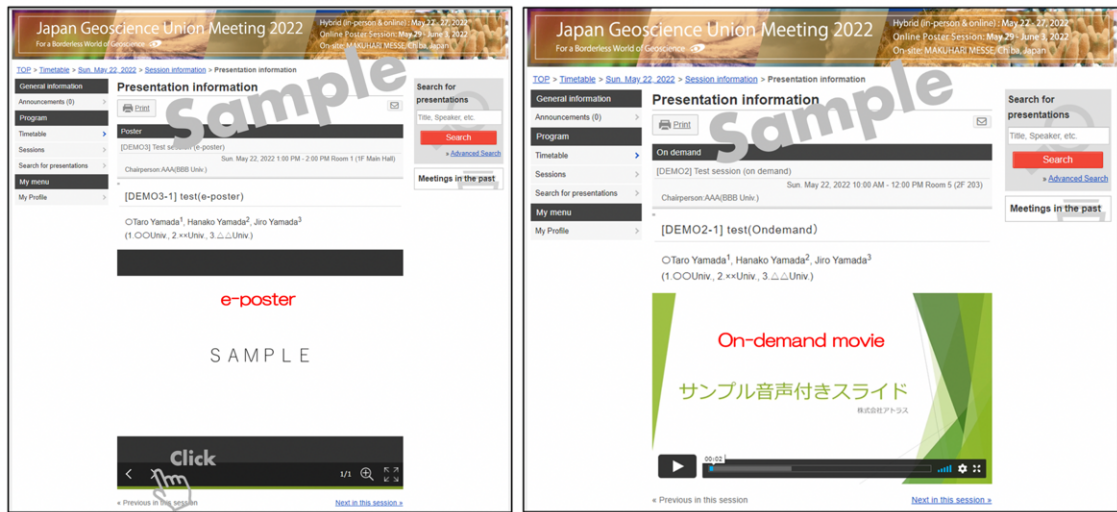 Japan Geoscience Union Meeting 2022
For a Borderless World of Geoscience
Hybrid (in-person & online) : May 22 - 27, 2022
Online Poster Session: May 29 - June 3, 2022
On-site MAKUHARI MESSE, Chiba, Japan
TOP > Timetable > Sun. May 22, 2022 > Session information > Presentation information
General information
Announcements (0)
Program
Timetable
Sessions
Search for presentations
My menu
My Profile
Presentation information
Sample
Print
Poster
[DEMO3] Test session (e-poster)
Sun. May 22, 2022 1:00 PM - 2:00 PM Room 1 (1F Main Hall)
Chairperson:AAA(BBB Univ.)
[DEMO3-1] test(e-poster)
○Taro Yamada1, Hanako Yamada2, Jiro Yamada3
(1.○○Univ., 2.××Univ., 3.△△Univ.)
e-poster
SAMPLE
Click
1/1
« Previous in this session
Next in this session »
Search for
presentations
Title, Speaker, etc.
Search
» Advanced Search
Meetings in the past
Japan Geoscience Union Meeting 2022
For a Borderless World of Geoscience
Hybrid (in-person & online) : May 22 - 27, 2022
Online Poster Session: May 29 - June 3, 2022
On-site MAKUHARI MESSE, Chiba, Japan
TOP > Timetable > Sun. May 22, 2022 > Session information > Presentation information
General information
Announcements (0)
Program
Timetable
Sessions
Search for presentations
My menu
My Profile
Presentation information
Sample
Print
On demand
[DEMO2] Test session (on demand)
Sun. May 22, 2022 10:00 AM - 12:00 PM Room 5 (2F 203)
Chairperson:AAA(BBB Univ.)
[DEMO2-1] test(Ondemand）
○Taro Yamada1, Hanako Yamada2, Jiro Yamada3
(1.○○Univ., 2.××Univ., 3.△△Univ.)
On-demand movie
サンプル音声付きスライド
株式会社アトラス
00:02
« Previous in this session
Next in this session »
Search for
presentations
Title, Speaker, etc.
Search
» Advanced Search
Meetings in the past